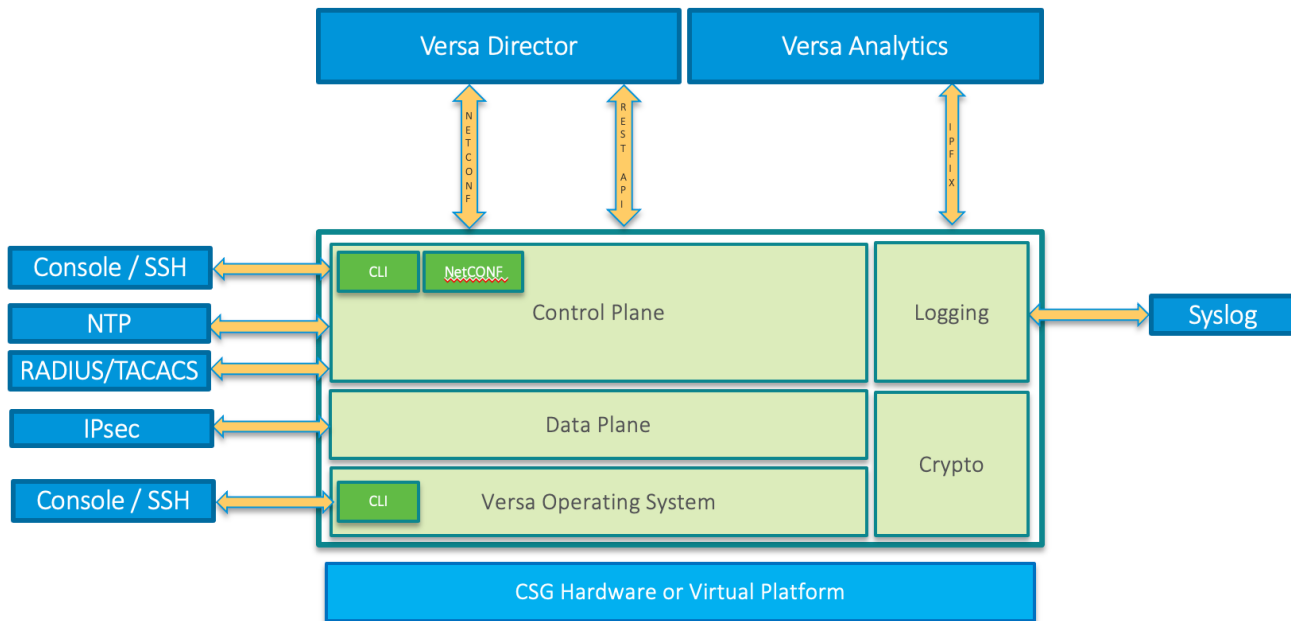 Versa Director
Versa Analytics
NETCONF
REST API
IPFIX
Console / SSH
CLI
NetCONF
Control Plane
Logging
Syslog
NTP
RADIUS/TACACS
IPsec
Data Plane
Crypto
Console / SSH
CLI
Versa Operating System
CSG Hardware or Virtual Platform